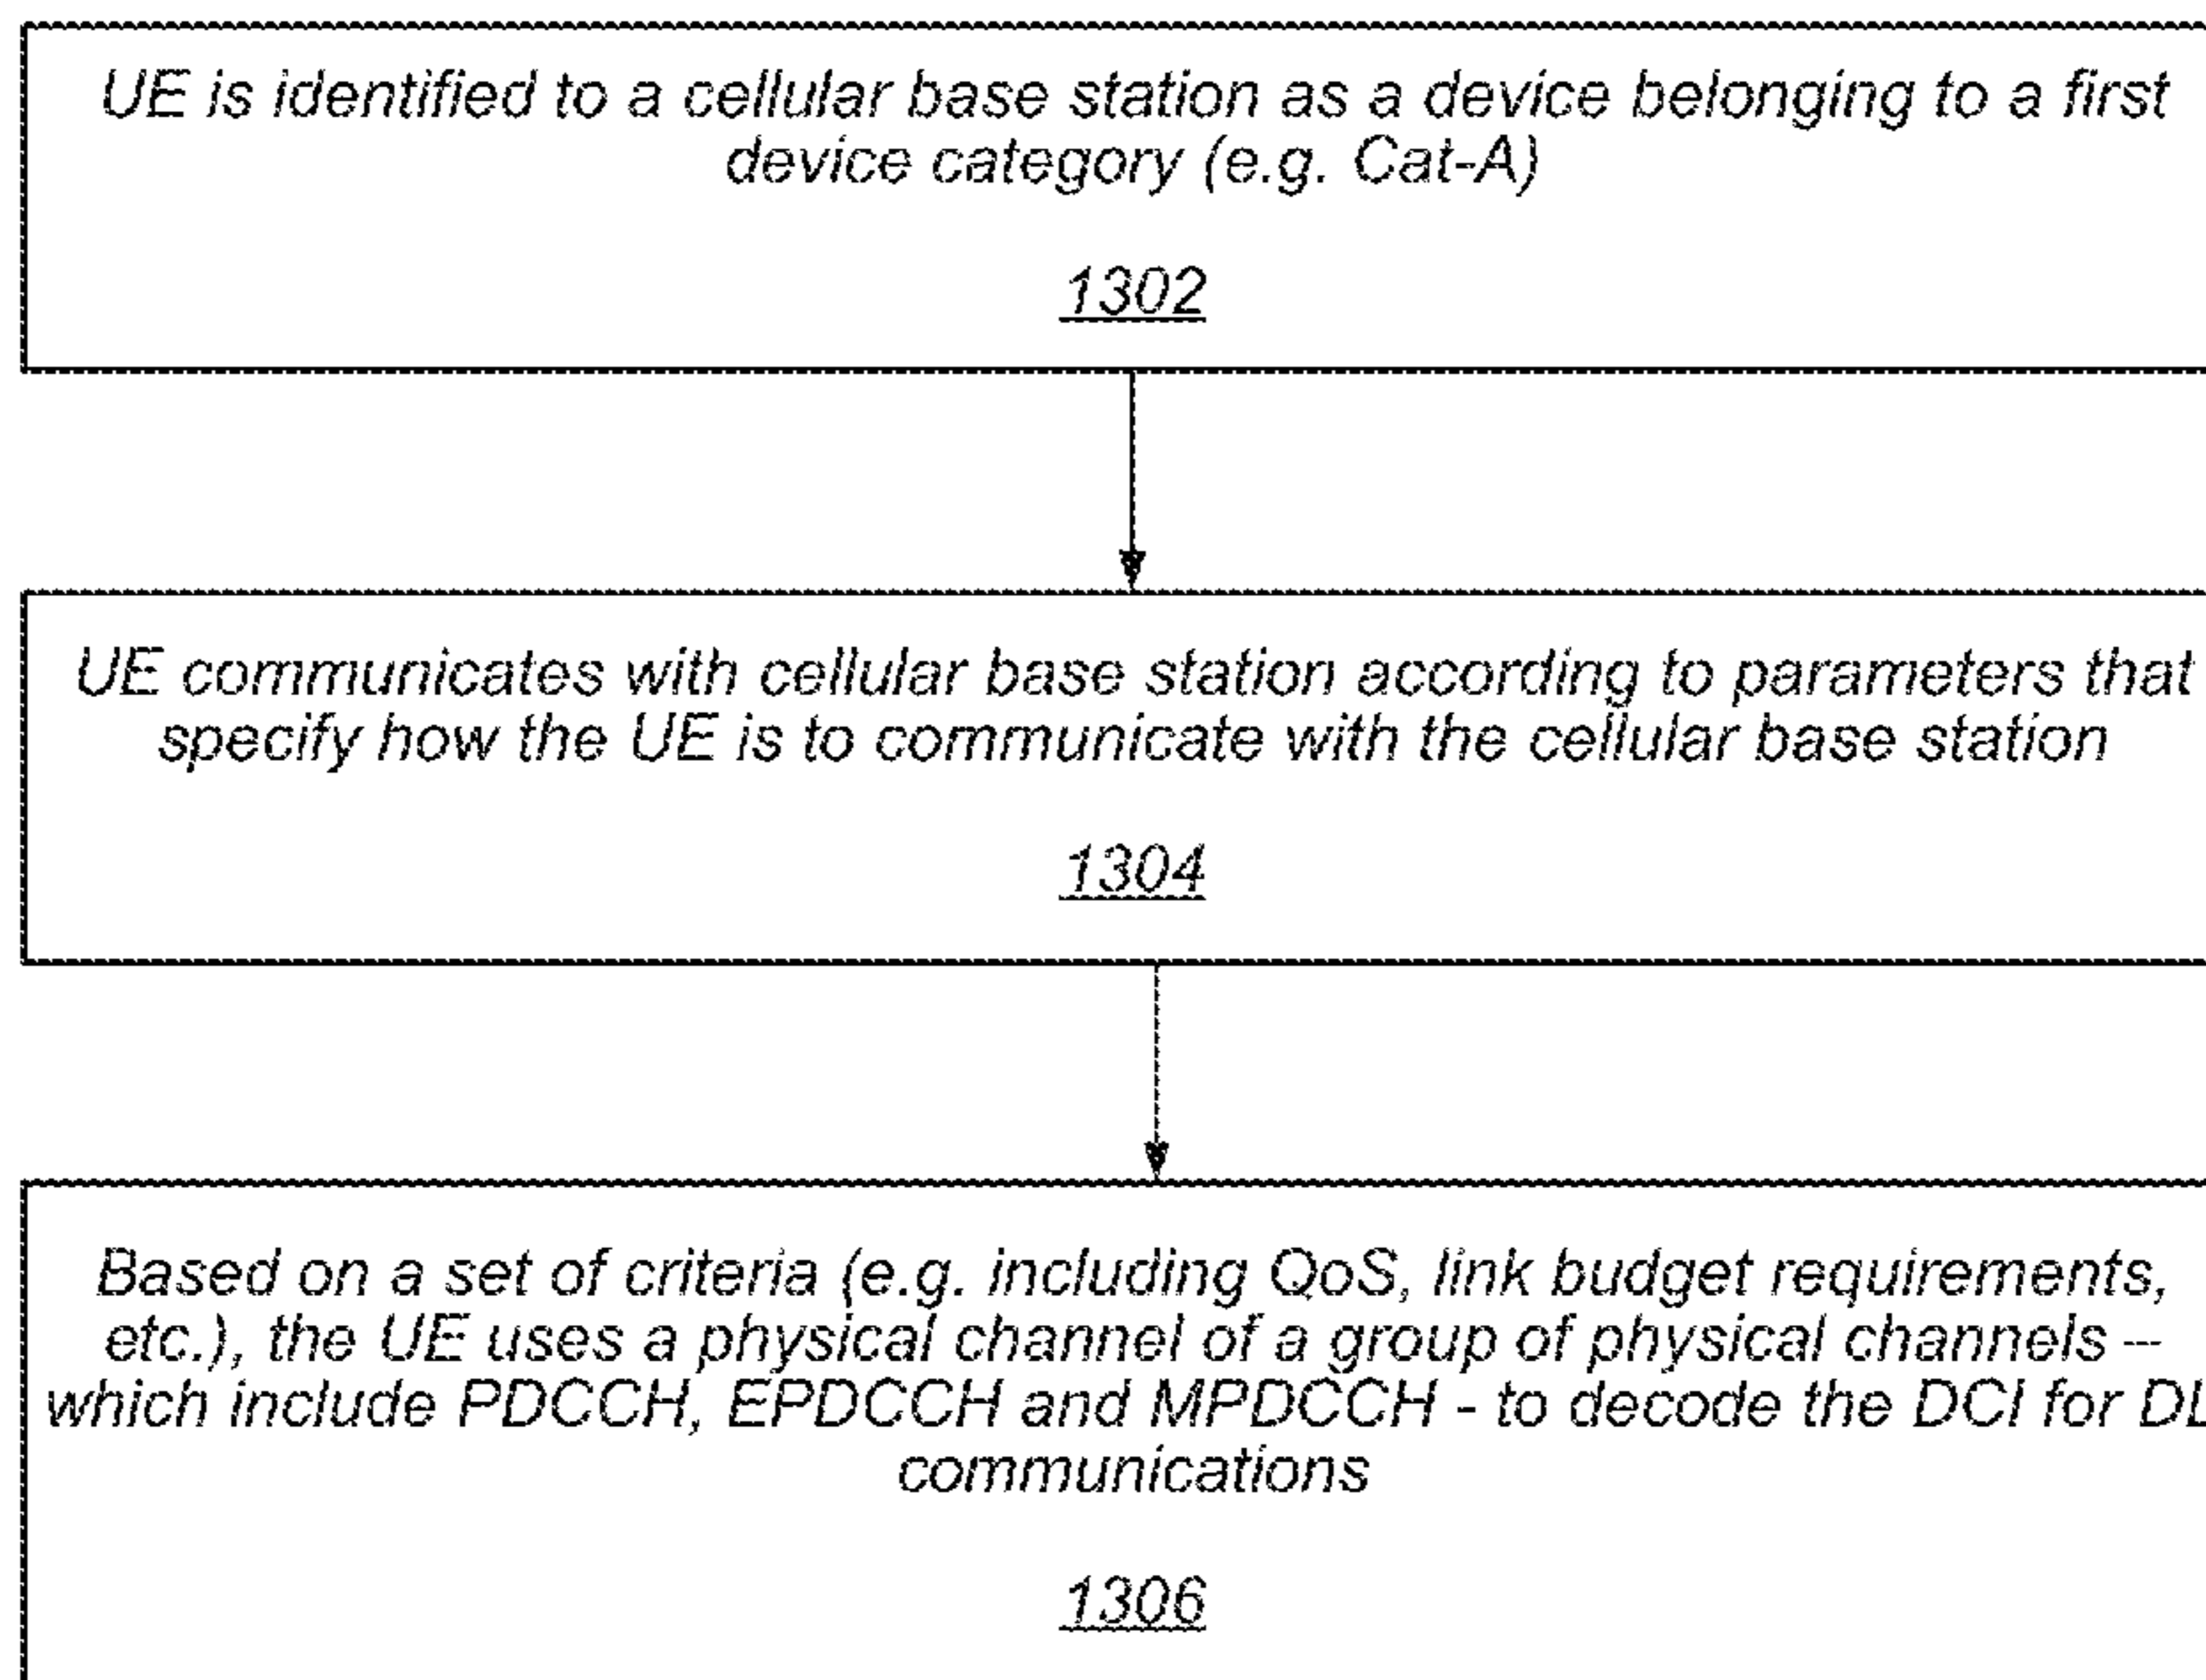 UE is identified to a cellular base station as a device belonging to a first
device category (e.g. Cat-A)
1302
UE communicates with cellular base station according to parameters that
specify how the UE is to communicate with the cellular base station
1304
Based on a set of criteria (e.g. including QoS, link budget requirements,
etc.), the UE uses a physical channel of a group of physical channels --
which include PDCCH, EPDCCH and MPDCCH - to decode the DCI for DL
communications
1306